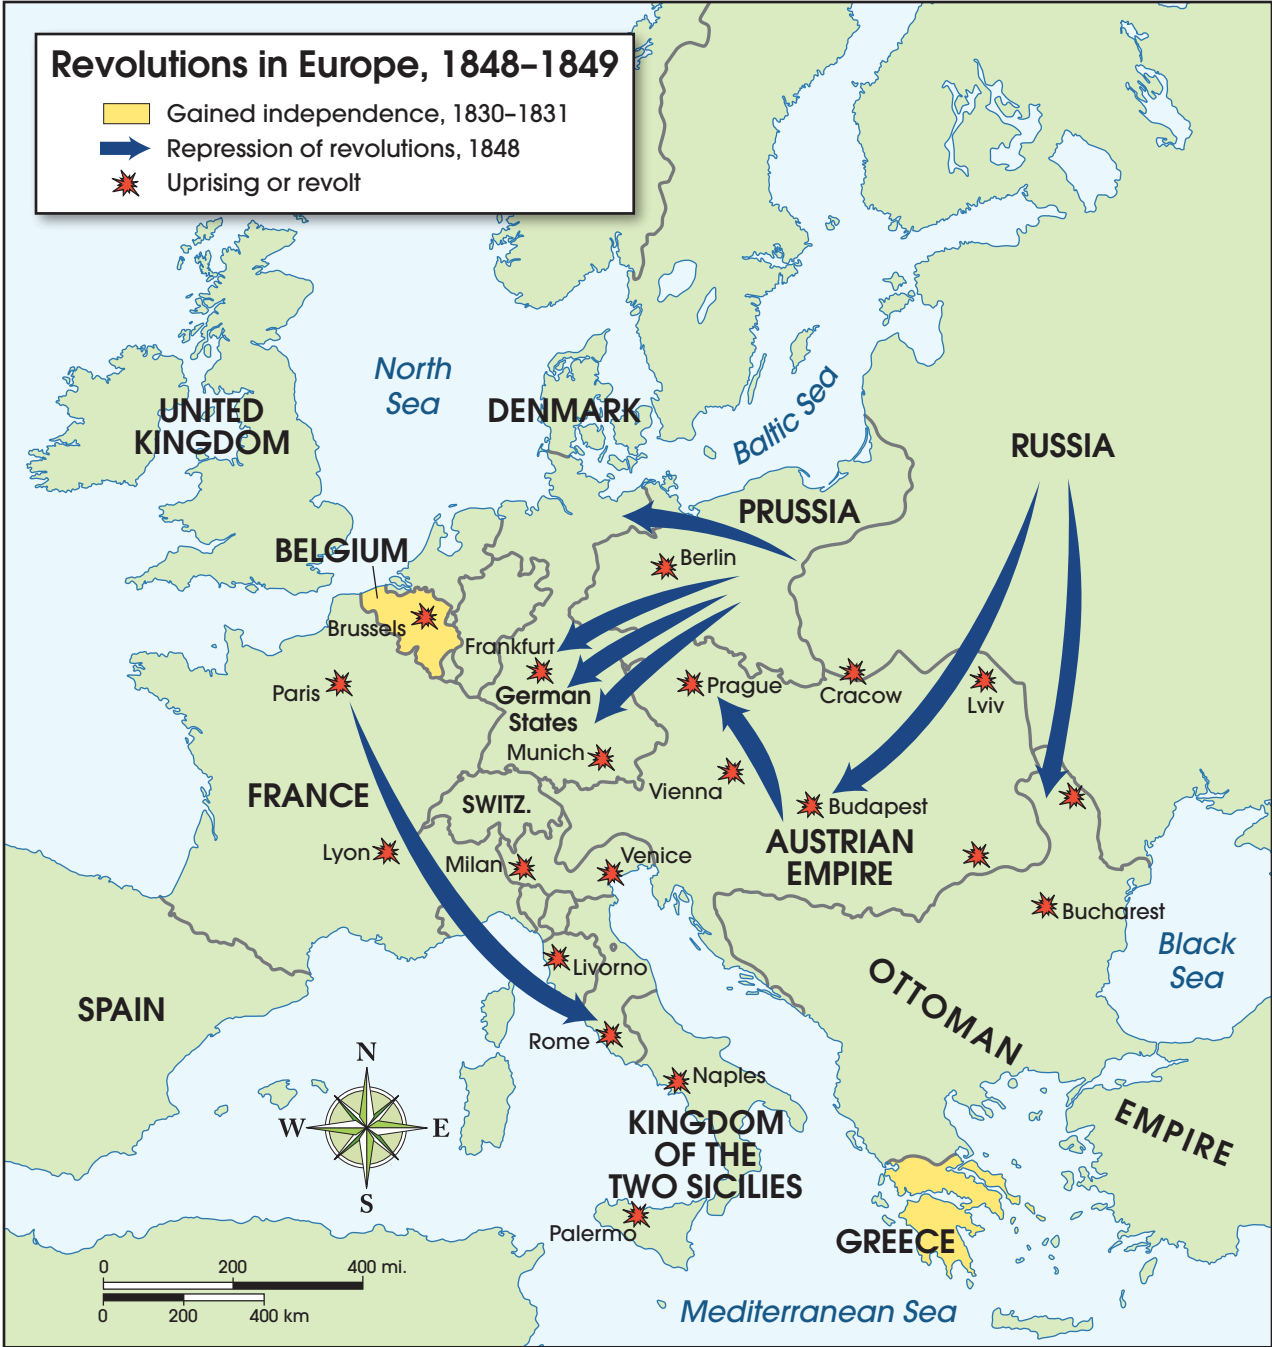 Revolutions in Europe, 1848–1849
Gained independence, 1830–1831
Repression of revolutions, 1848
Uprising or revolt
North
Sea
UNITED
KINGDOM
DENMARK
Baltic Sea
RUSSIA
PRUSSIA
BELGIUM
Berlin
Brussels
Frankfurt
Paris
German
States
Prague
Cracow
Lviv
Munich
Vienna
FRANCE
SWITZ.
Budapest
AUSTRIAN
EMPIRE
Lyon
Milan
Venice
Bucharest
Black
Sea
Livorno
OTTOMAN
EMPIRE
SPAIN
Rome
Naples
N
W
E
S
KINGDOM
OF THE
TWO SICILIES
Palermo
GREECE
0 200 400 mi.
0 200 400 km
Mediterranean Sea